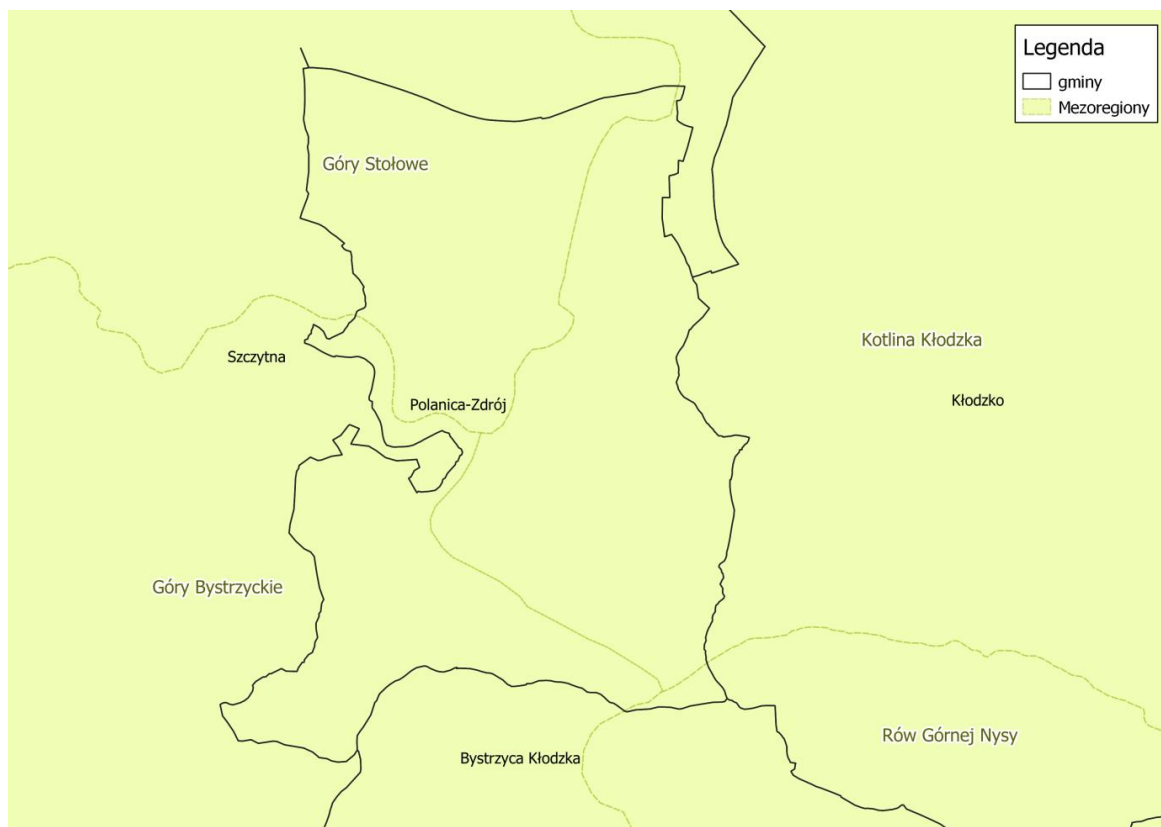 Legenda
gminy
Mezoregiony
Góry Stołowe
Kotlina Kłodzka
Szczytna
Kłodzko
Polanica-Zdrój
Góry Bystrzyckie
Rów Górnej Nysy
Bystrzyca Kłodzka